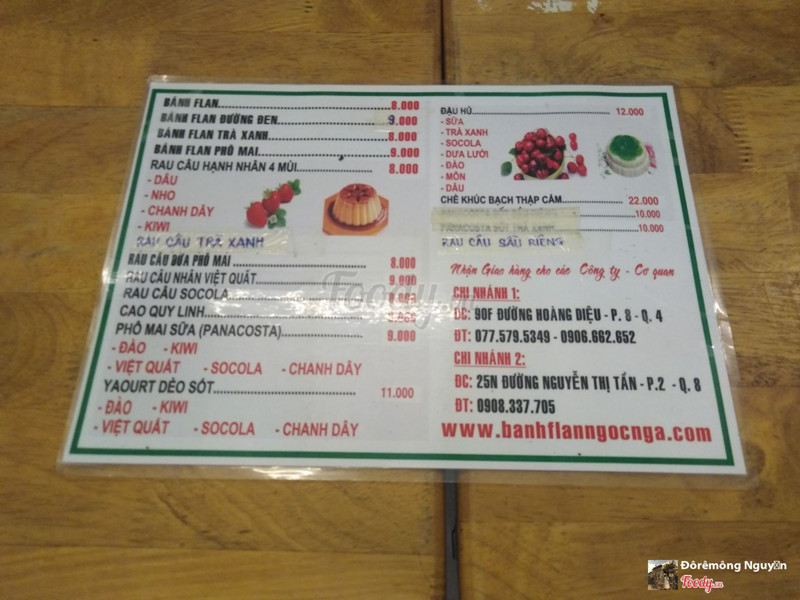 BÁNH FLAN 8.000
BÁNH FLAN ĐƯỜNG ĐEN 9.000
BÁNH FLAN TRÀ XANH 8.000
BÁNH FLAN PHÔ MAI 9.000
RAU CÂU HẠNH NHÂN 4 MÙI 8.000
- DÂU
- NHO
- CHANH DÂY
- KIWI
RAU CÂU TRÀ XANH
RAU CÂU DỪA PHÔ MAI 8.000
RAU CÂU NHÂN VIỆT QUẤT 9.000
RAU CÂU SOCOLA
CAO QUY LINH
PHÔ MAI SỮA (PANACOSTA) 9.000
- ĐÀO - KIWI
- VIỆT QUẤT - SOCOLA - CHANH DÂY
YAOURT DẺO SỐT 11.000
- ĐÀO - KIWI
- VIỆT QUẤT - SOCOLA - CHANH DÂY
ĐẬU HŨ 12.000
- SỮA
- TRÀ XANH
- SOCOLA
- DƯA LƯỚI
- ĐÀO
- MÔN
- DÂU
CHÈ KHÚC BẠCH THẬP CẨM 22.000
10.000
PANACOSTA SỐT TRÀ XANH 10.000
RAU CÂU SẦU RIÊNG
Nhận Giao hàng cho các Công ty - Cơ quan
CHI NHÁNH 1:
ĐC: 90F ĐƯỜNG HOÀNG DIỆU - P. 8 - Q. 4
ĐT: 077.579.5349 - 0906.662.652
CHI NHÁNH 2:
ĐC: 25N ĐƯỜNG NGUYỄN THỊ TẦN - P.2 - Q. 8
ĐT: 0908.337.705
www.banhflanngocnga.com
Foody.vn
Đôrêmông Nguyễn
Foody.vn